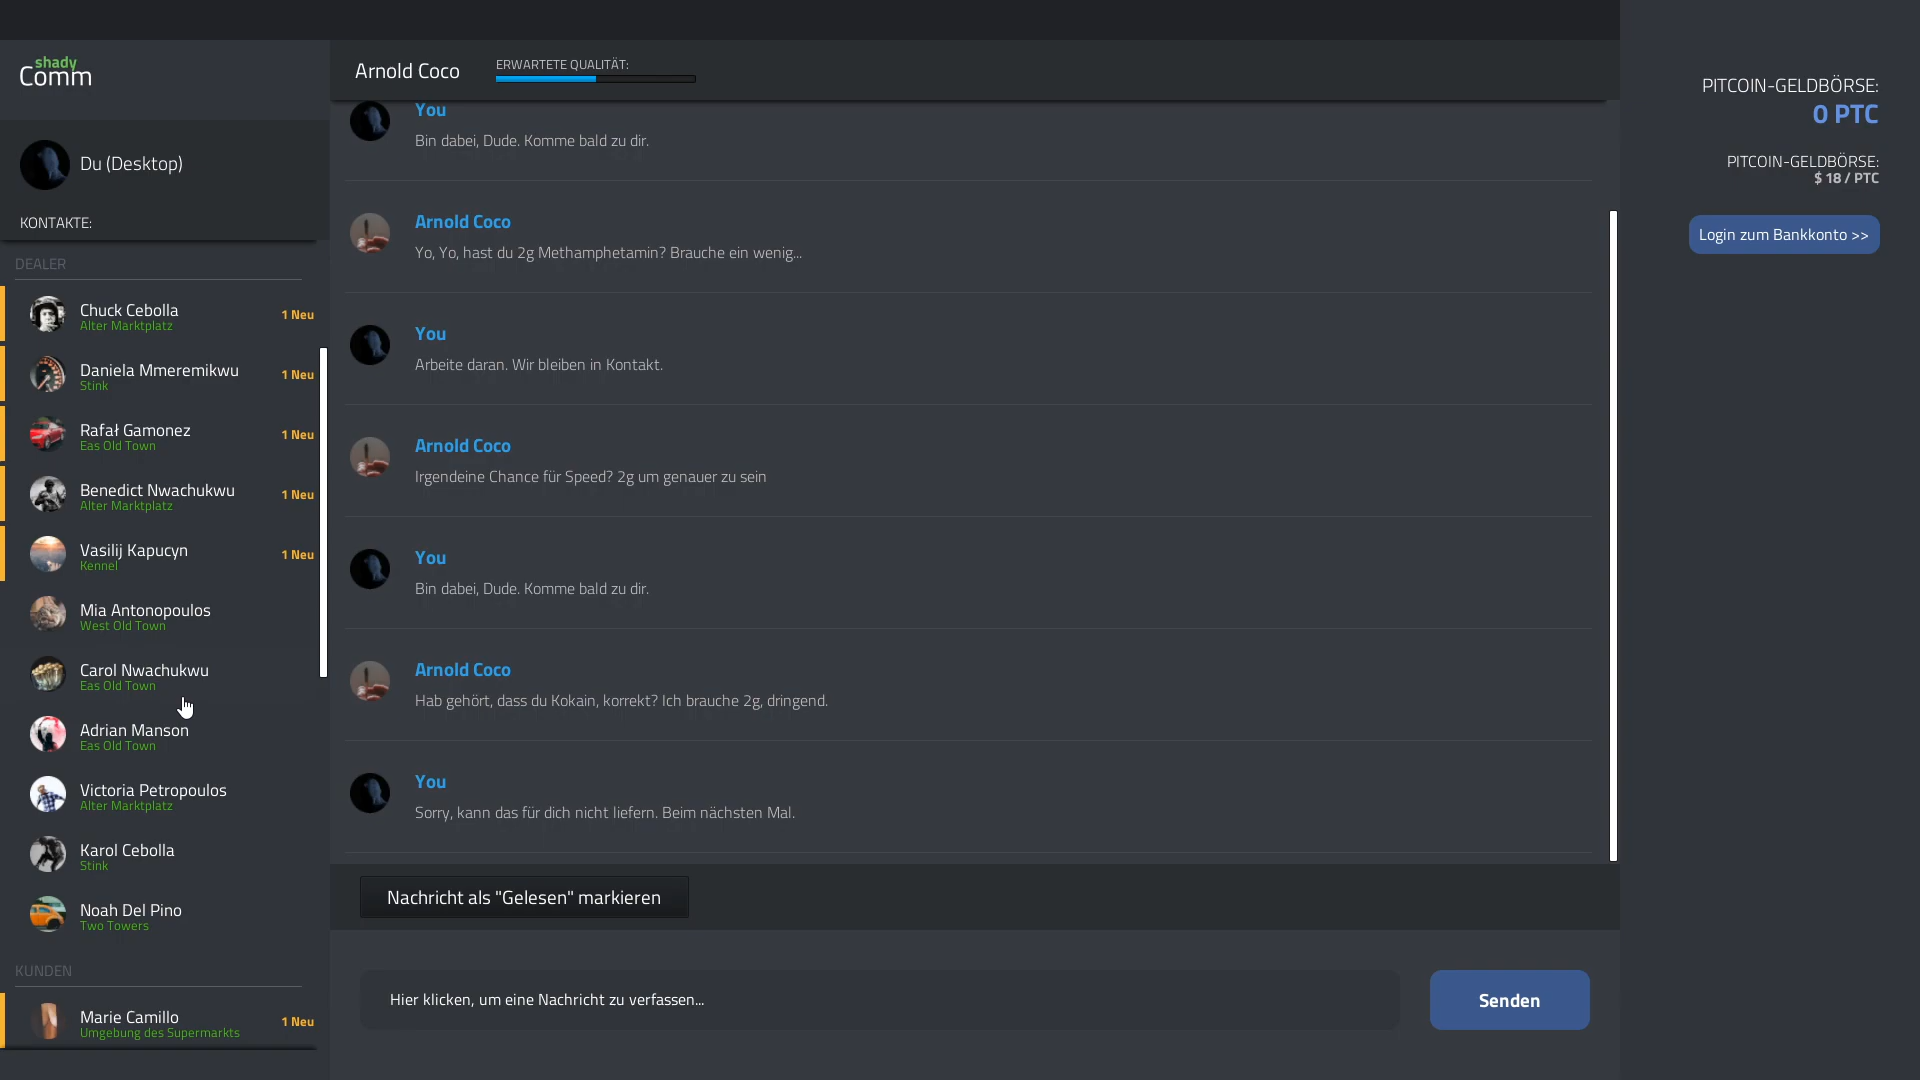 shady
Comm
Du (Desktop)
KONTAKTE:
DEALER
Chuck Cebolla
Alter Marktplatz
1 Neu
Daniela Mmeremikwu
Stink
1 Neu
Rafał Gamonez
Eas Old Town
1 Neu
Benedict Nwachukwu
Alter Marktplatz
1 Neu
Vasilij Kapucyn
Kennel
1 Neu
Mia Antonopoulos
West Old Town
Carol Nwachukwu
Eas Old Town
Adrian Manson
Eas Old Town
Victoria Petropoulos
Alter Marktplatz
Karol Cebolla
Stink
Noah Del Pino
Two Towers
KUNDEN
Marie Camillo
Umgebung des Supermarkts
1 Neu
Arnold Coco
ERWARTETE QUALITÄT:
You
Bin dabei, Dude. Komme bald zu dir.
Arnold Coco
Yo, Yo, hast du 2g Methamphetamin? Brauche ein wenig...
You
Arbeite daran. Wir bleiben in Kontakt.
Arnold Coco
Irgendeine Chance für Speed? 2g um genauer zu sein
You
Bin dabei, Dude. Komme bald zu dir.
Arnold Coco
Hab gehört, dass du Kokain, korrekt? Ich brauche 2g, dringend.
You
Sorry, kann das für dich nicht liefern. Beim nächsten Mal.
Nachricht als "Gelesen" markieren
Hier klicken, um eine Nachricht zu verfassen...
Senden
PITCOIN-GELDBÖRSE:
0 PTC
PITCOIN-GELDBÖRSE:
$ 18 / PTC
Login zum Bankkonto >>